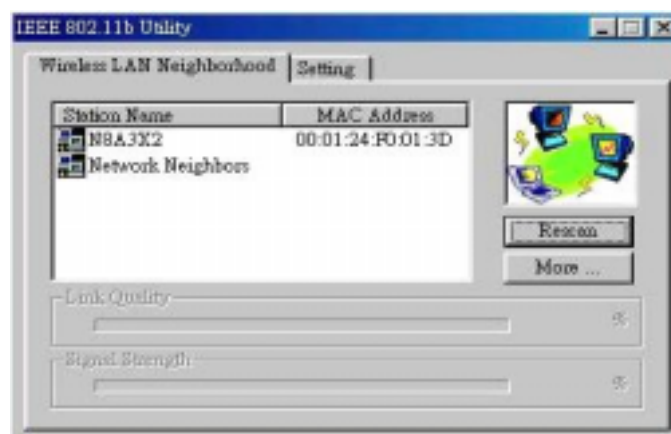 IEEE 802.11b Utility
Wireless LAN Neighborhood Setting
Station Name MAC Address
N8A3X2 00:01:24:F0:01:3D
Network Neighbors
Rescan
More ...
Link Quality
%
Signal Strength
%